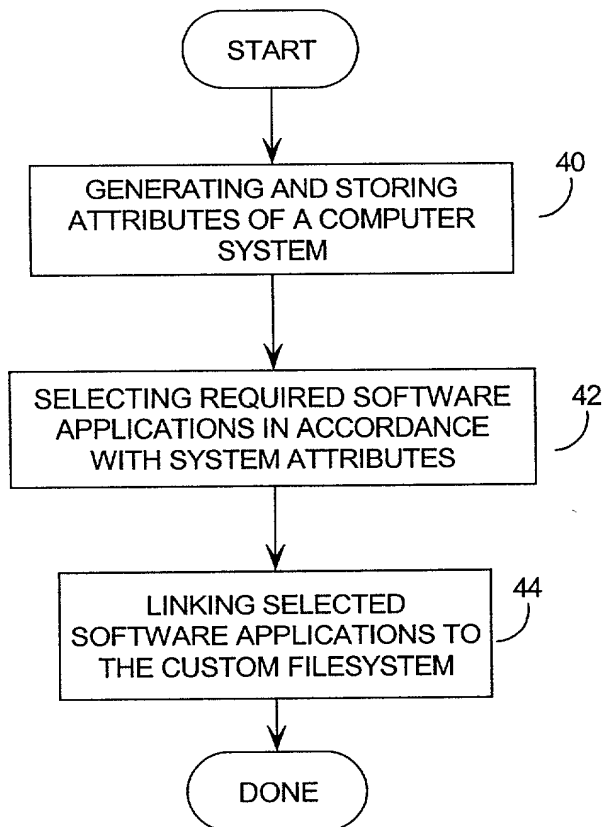 START
GENERATING AND STORING
ATTRIBUTES OF A COMPUTER
SYSTEM
40
SELECTING REQUIRED SOFTWARE
APPLICATIONS IN ACCORDANCE
WITH SYSTEM ATTRIBUTES
42
LINKING SELECTED
SOFTWARE APPLICATIONS TO
THE CUSTOM FILESYSTEM
44
DONE